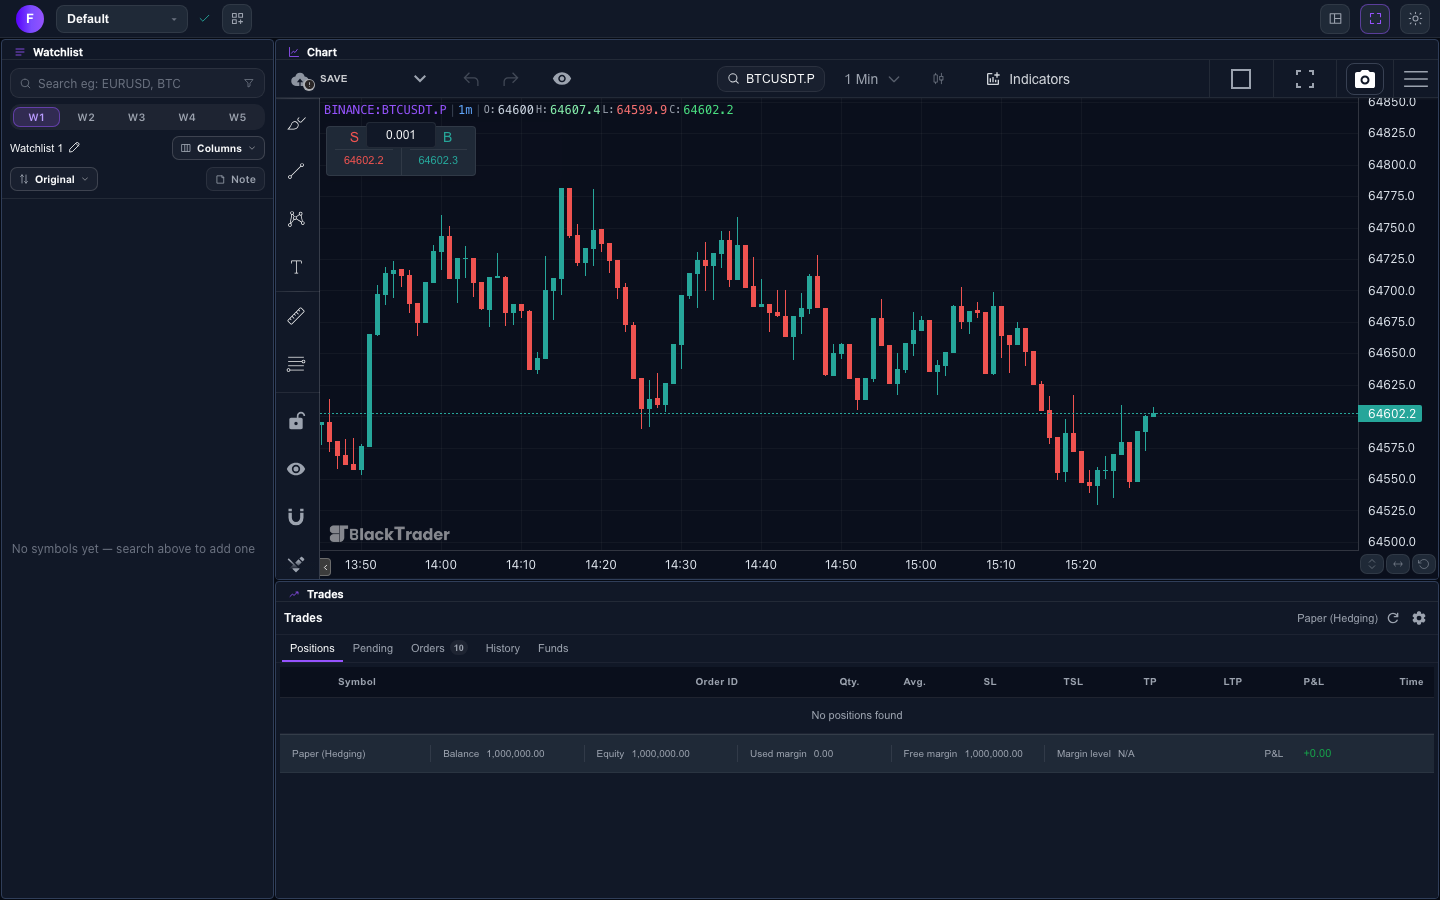 F
Default
Watchlist
Search eg: EURUSD, BTC
W1 W2 W3 W4 W5
Watchlist 1
Columns
Original
Note
No symbols yet — search above to add one
Chart
SAVE
BTCUSDT.P
1 Min
Indicators
BINANCE:BTCUSDT.P 1m O:64600 H:64607.4 L:64599.9 C:64602.2
S 0.001 B
64602.2 64602.3
64850.0
64825.0
64800.0
64775.0
64750.0
64725.0
64700.0
64675.0
64650.0
64625.0
64602.2
64575.0
64550.0
64525.0
64500.0
BlackTrader
13:50 14:00 14:10 14:20 14:30 14:40 14:50 15:00 15:10 15:20
Trades
Trades
Paper (Hedging)
Positions Pending Orders 10 History Funds
Symbol Order ID Qty. Avg. SL TSL TP LTP P&L Time
No positions found
Paper (Hedging) Balance 1,000,000.00 Equity 1,000,000.00 Used margin 0.00 Free margin 1,000,000.00 Margin level N/A P&L +0.00